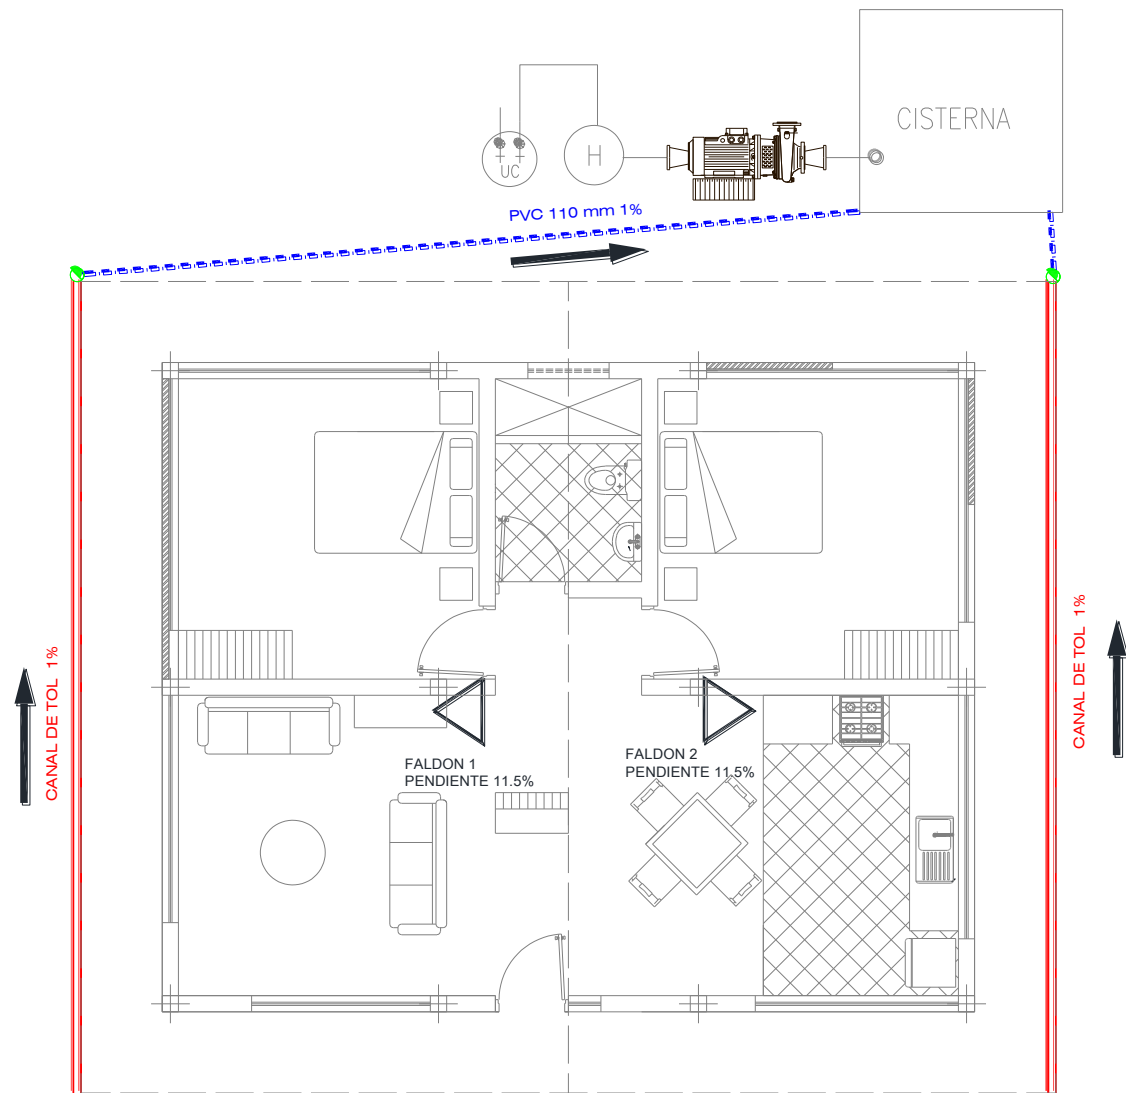 CISTERNA
H
UC
PVC 110 mm 1%
CANAL DE TOL 1%
CANAL DE TOL 1%
FALDON 1
PENDIENTE 11.5%
FALDON 2
PENDIENTE 11.5%